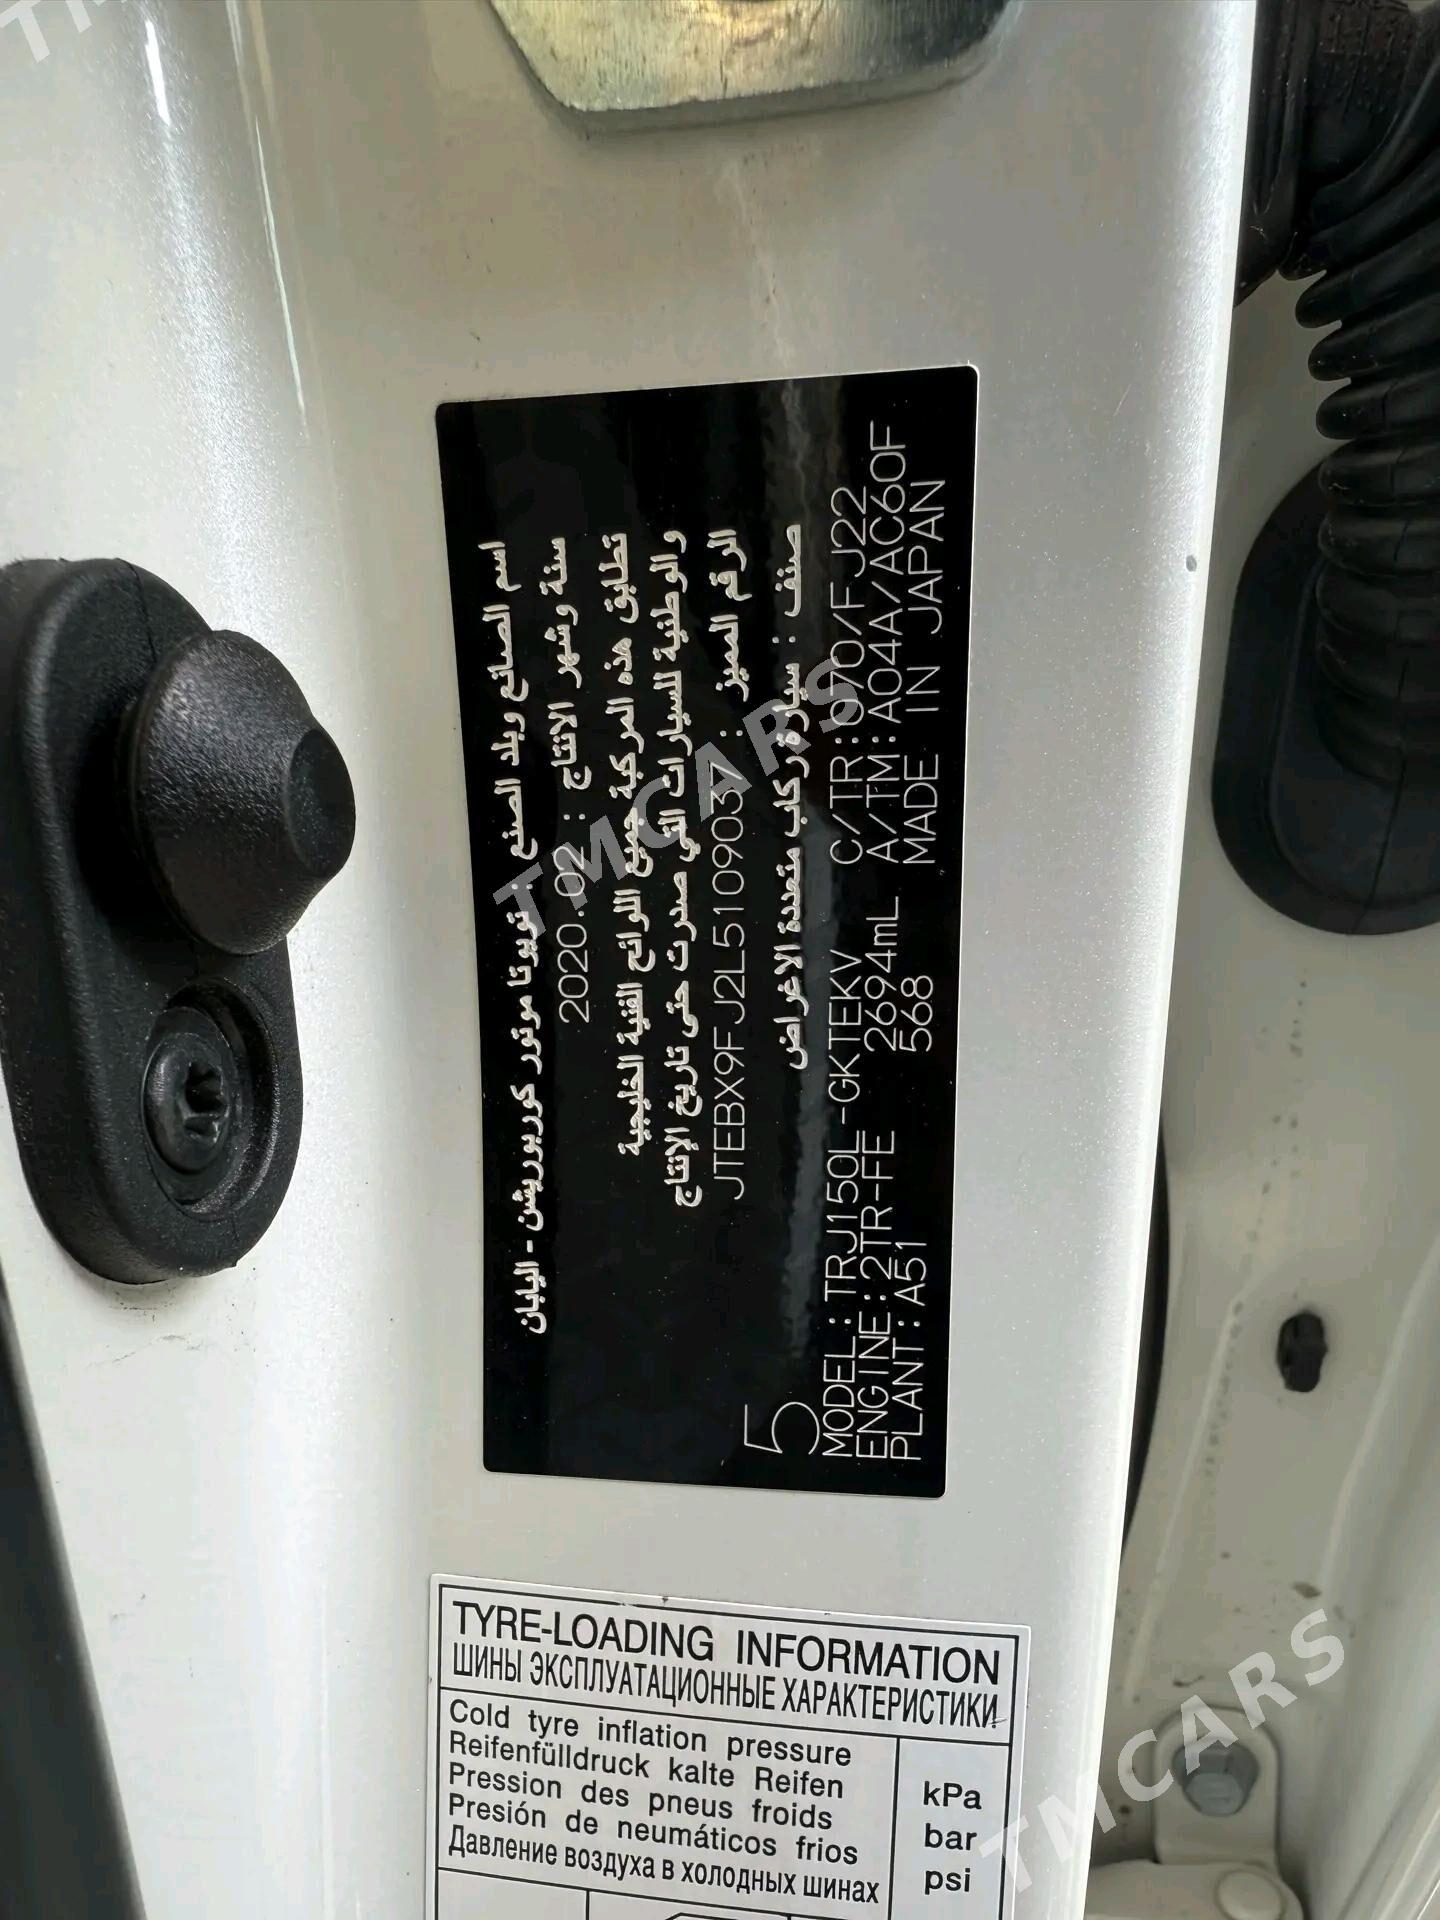 اسم الصانع وبلد الصنع : تويوتا موتور كوربوريشن - اليابان
سنة وشهر الانتاج : 2020.02
تطابق هذه المركبة جميع اللوائح الفنية الخليجية
والوطنية للسيارات التي صدرت حتى تاريخ الإنتاج
الرقم المميز : JTEBX9FJ2L5109037
صنف : سيارة ركاب متعددة الاغراض
5
MODEL:TRJ150L-GKTEKV C/TR:070/FJ22
ENGINE:2TR-FE 2694mL A/TM:A04A/AC60F
PLANT:A51 568 MADE IN JAPAN
TYRE-LOADING INFORMATION
ШИНЫ ЭКСПЛУАТАЦИОННЫЕ ХАРАКТЕРИСТИКИ
Cold tyre inflation pressure
Reifenfülldruck kalte Reifen
Pression des pneus froids
Presión de neumáticos frios
Давление воздуха в холодных шинах
kPa
bar
psi
TMCARS
TMCARS